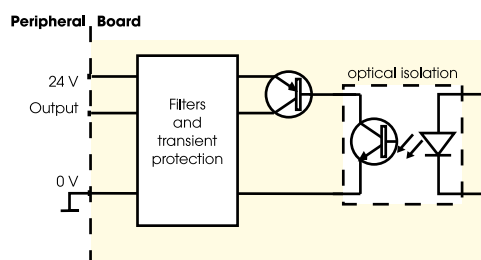 Peripheral Board
24 V
Output
0 V
Filters
and
transient
protection
optical isolation